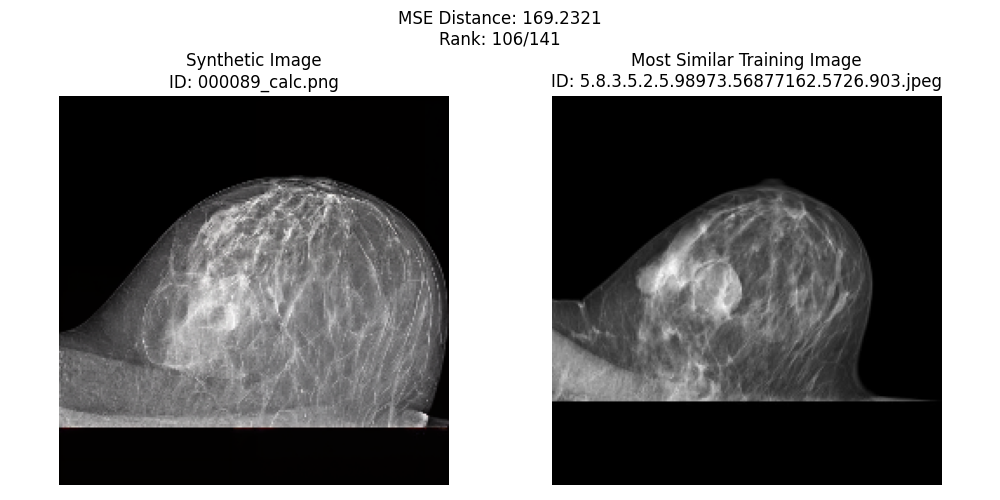 MSE Distance: 169.2321
Rank: 106/141
Synthetic Image
ID: 000089_calc.png
Most Similar Training Image
ID: 5.8.3.5.2.5.98973.56877162.5726.903.jpeg